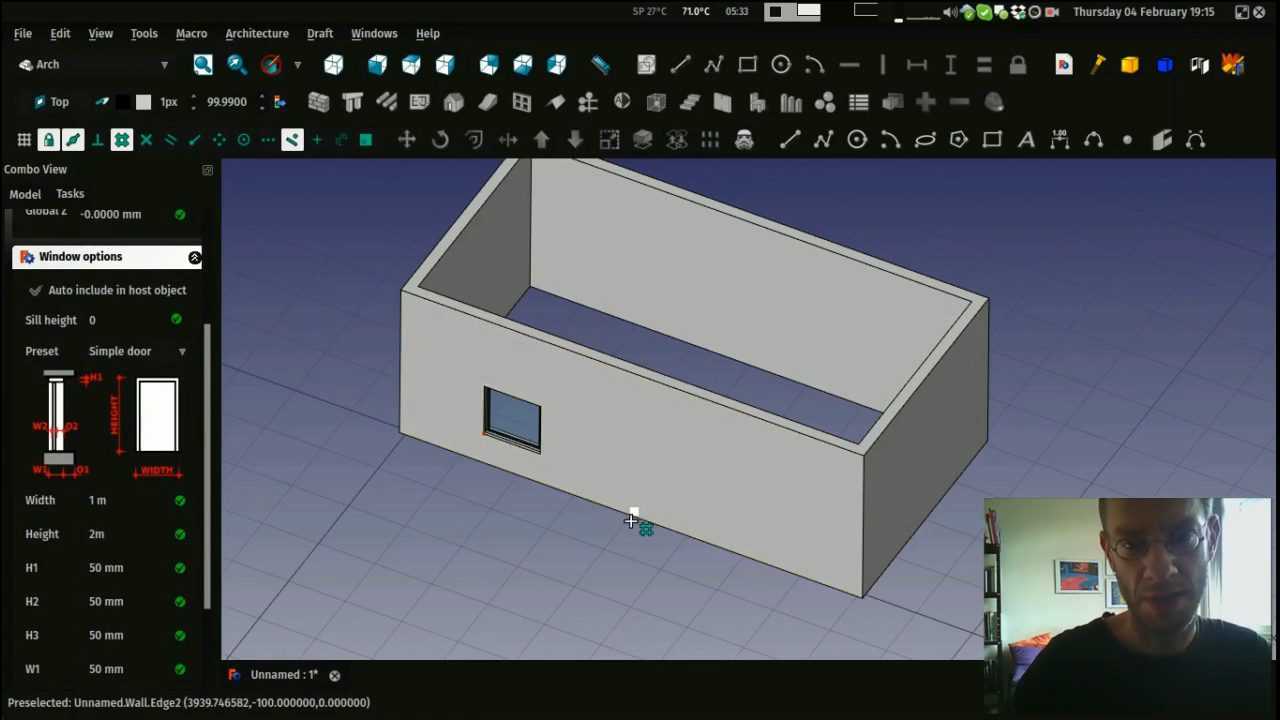 SP 27°C 71.0°C 05:33 Thursday 04 February 19:15
File Edit View Tools Macro Architecture Draft Windows Help
Arch
Top 1px 99.9900
1.00
Combo View
Model Tasks
Global Z -0.0000 mm
Window options
Auto include in host object
Sill height 0
Preset Simple door
H1
HEIGHT
W2 O2
W1 O1 WIDTH
Width 1 m
Height 2m
H1 50 mm
H2 50 mm
H3 50 mm
W1 50 mm
Unnamed : 1*
Preselected: Unnamed.Wall.Edge2 (3939.746582,-100.000000,0.000000)